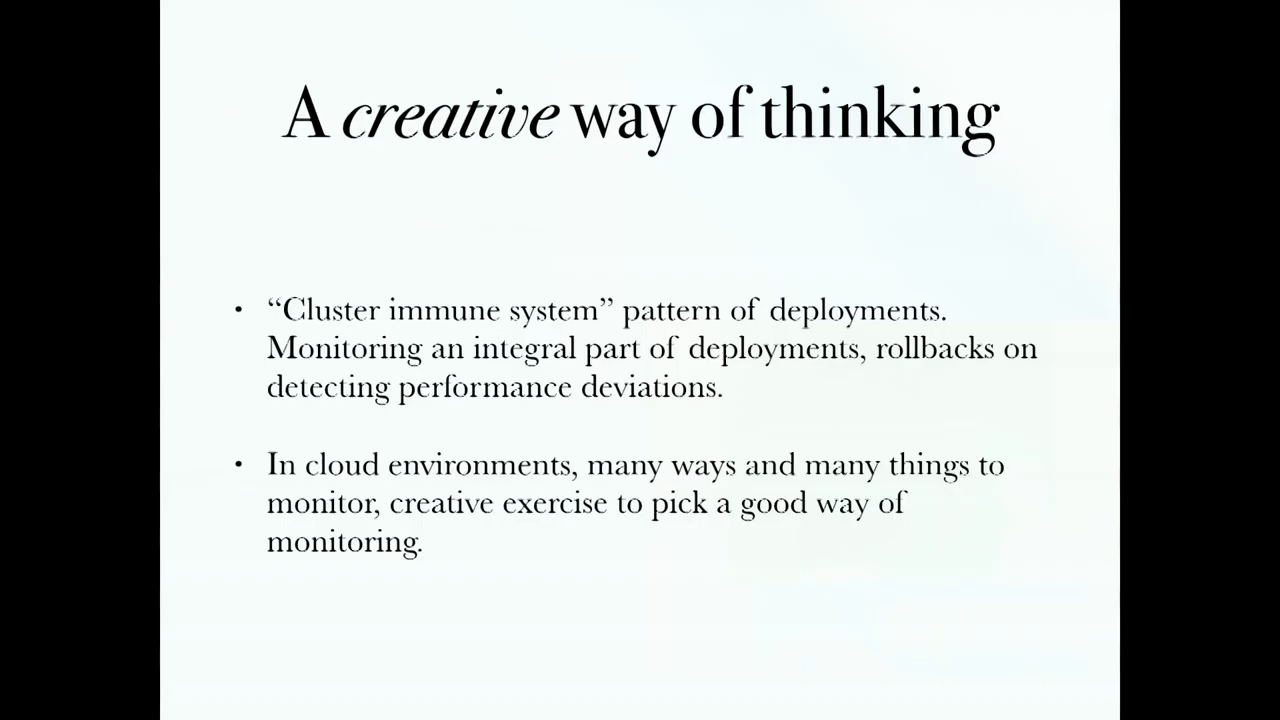 A creative way of thinking
• “Cluster immune system” pattern of deployments.
Monitoring an integral part of deployments, rollbacks on
detecting performance deviations.
• In cloud environments, many ways and many things to
monitor, creative exercise to pick a good way of
monitoring.